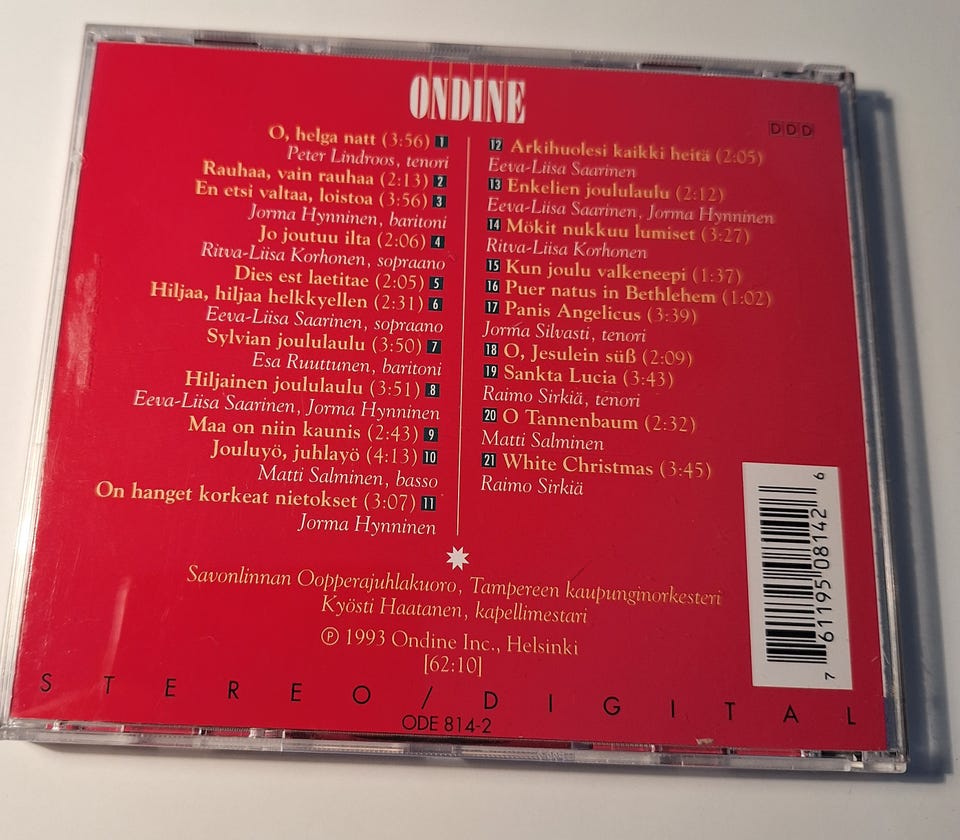 ONDINE
DDD
O, helga natt (3:56) 1
Peter Lindroos, tenori
Rauhaa, vain rauhaa (2:13) 2
En etsi valtaa, loistoa (3:56) 3
Jorma Hynninen, baritoni
Jo joutuu ilta (2:06) 4
Ritva-Liisa Korhonen, sopraano
Dies est laetitae (2:05) 5
Hiljaa, hiljaa helkkyellen (2:31) 6
Eeva-Liisa Saarinen, sopraano
Sylvian joululaulu (3:50) 7
Esa Ruuttunen, baritoni
Hiljainen joululaulu (3:51) 8
Eeva-Liisa Saarinen, Jorma Hynninen
Maa on niin kaunis (2:43) 9
Jouluyö, juhlayö (4:13) 10
Matti Salminen, basso
On hanget korkeat nietokset (3:07) 11
Jorma Hynninen
12 Arkihuolesi kaikki heitä (2:05)
Eeva-Liisa Saarinen
13 Enkelien joululaulu (2:12)
Eeva-Liisa Saarinen, Jorma Hynninen
14 Mökit nukkuu lumiset (3:27)
Ritva-Liisa Korhonen
15 Kun joulu valkeneepi (1:37)
16 Puer natus in Bethlehem (1:02)
17 Panis Angelicus (3:39)
Jorma Silvasti, tenori
18 O, Jesulein süß (2:09)
19 Sankta Lucia (3:43)
Raimo Sirkiä, tenori
20 O Tannenbaum (2:32)
Matti Salminen
21 White Christmas (3:45)
Raimo Sirkiä
Savonlinnan Oopperajuhlakuoro, Tampereen kaupunginorkesteri
Kyösti Haatanen, kapellimestari
℗ 1993 Ondine Inc., Helsinki
[62:10]
STEREO/DIGITAL
ODE 814-2
7 61195 08142 6